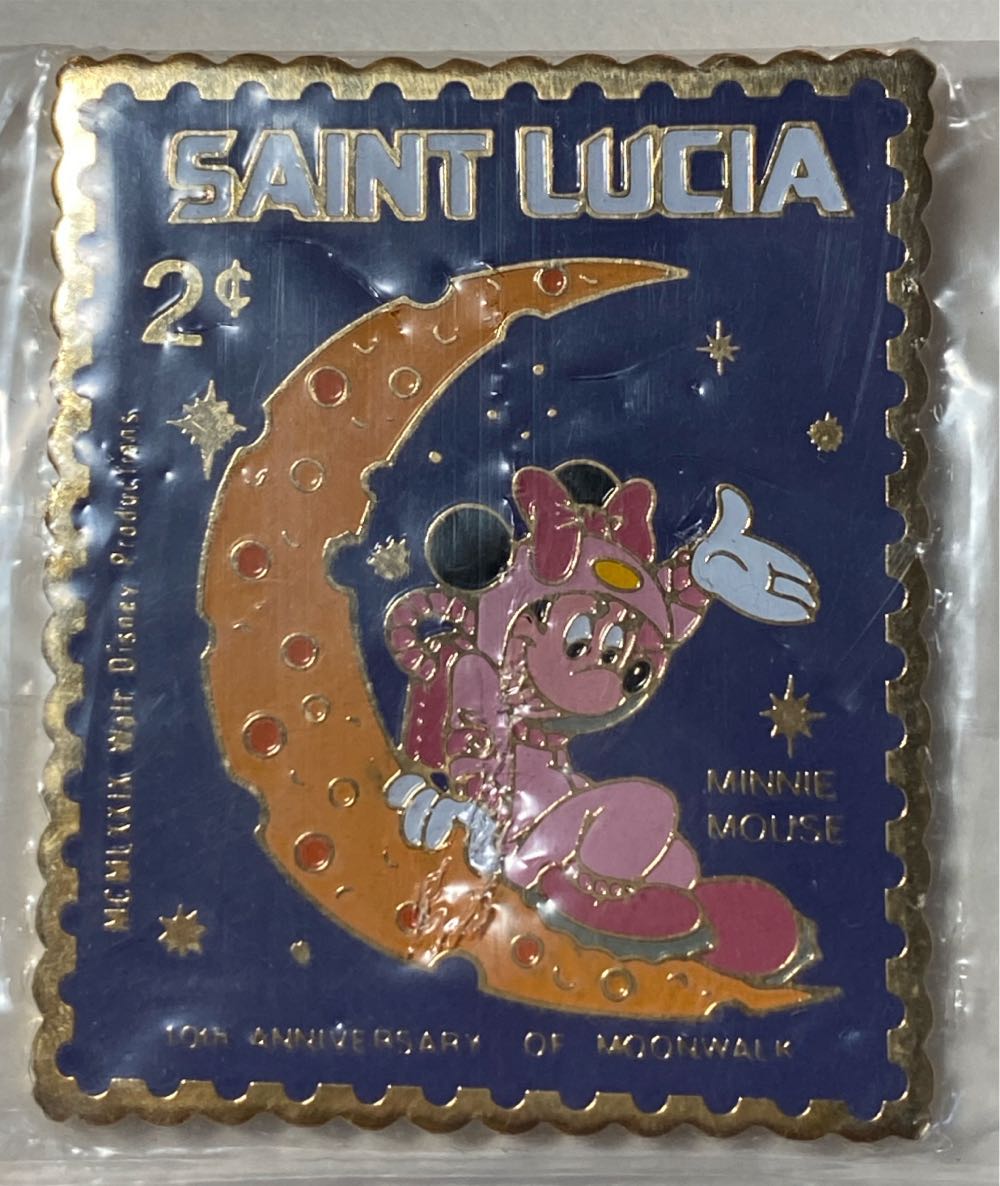 SAINT LUCIA
2¢
MCMLXXIX Walt Disney Productions
MINNIE
MOUSE
10th ANNIVERSARY OF MOONWALK